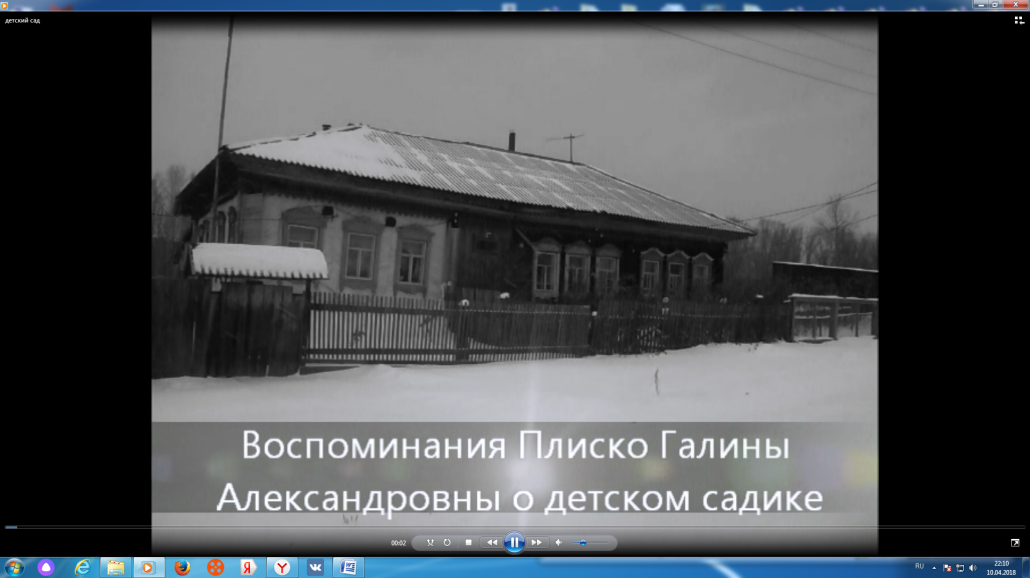 детский сад
Воспоминания Плиско Галины
Александровны о детском садике
00:02
RU
22:10
10.04.2018